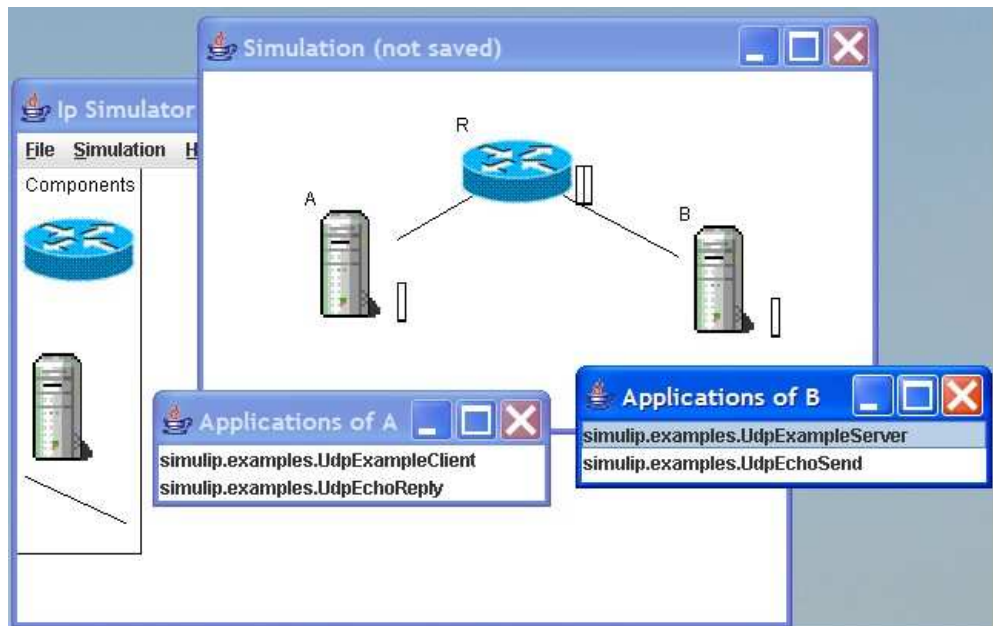 Simulation (not saved)
Ip Simulator
File Simulation H
Components
R
A
B
Applications of A
simulip.examples.UdpExampleClient
simulip.examples.UdpEchoReply
Applications of B
simulip.examples.UdpExampleServer
simulip.examples.UdpEchoSend